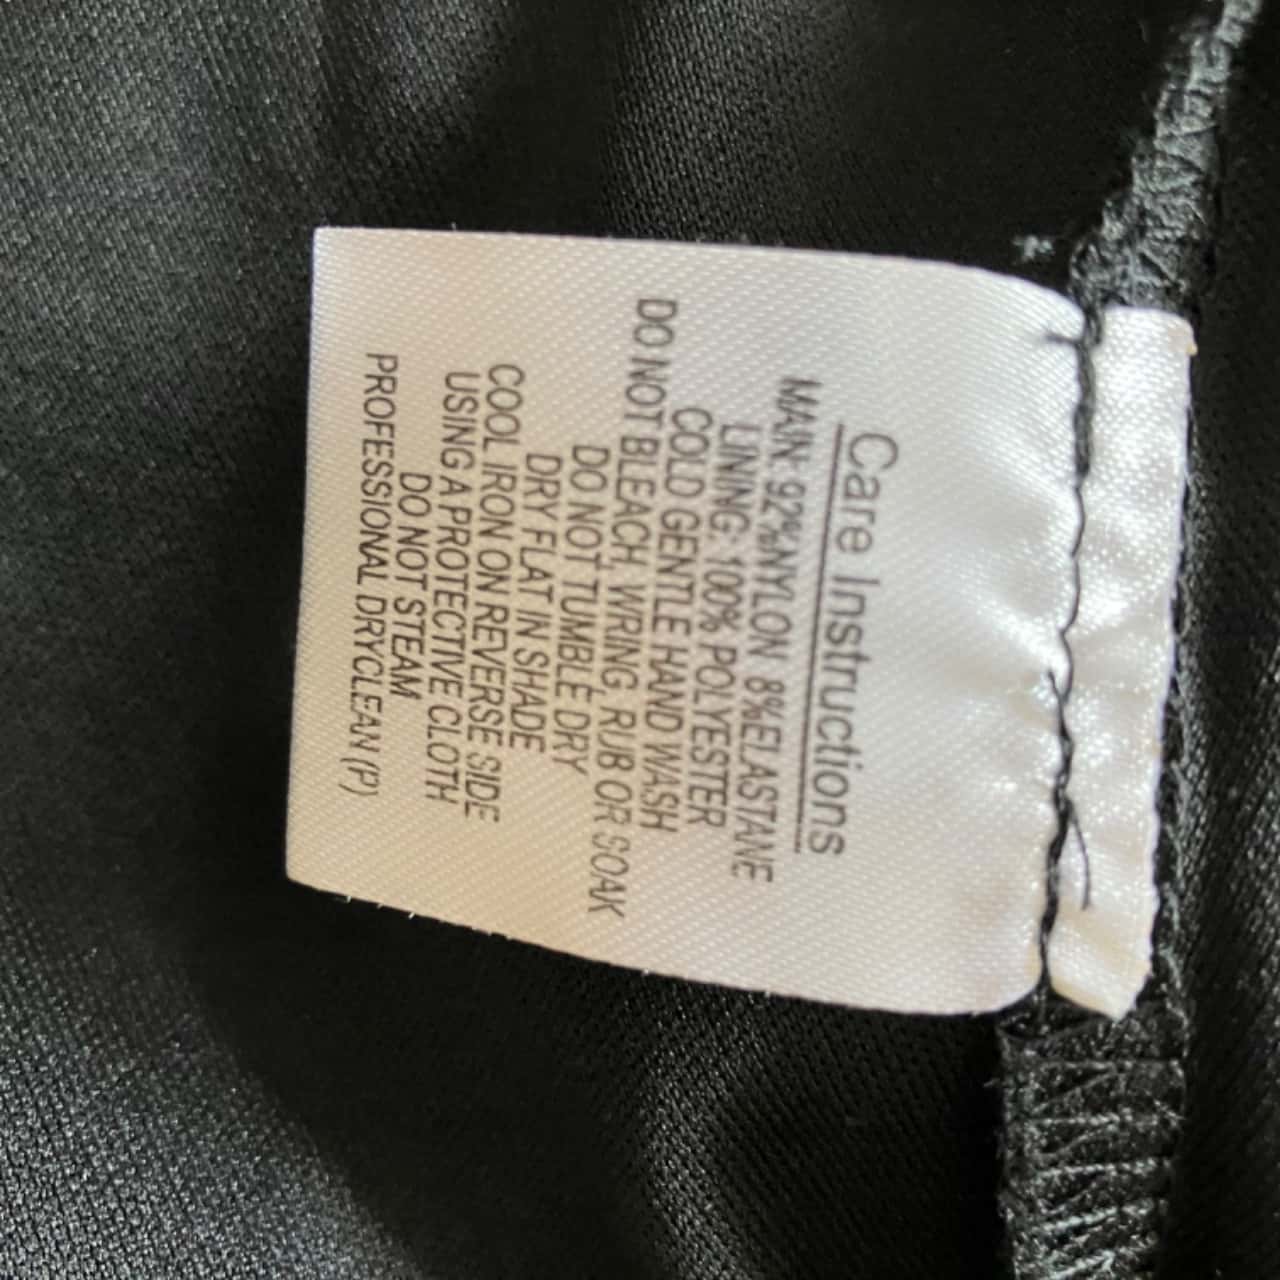 Care Instructions
MAIN: 92%NYLON 8%ELASTANE
LINNING: 100% POLYESTER
COLD GENTLE HAND WASH
DO NOT BLEACH, WRING, RUB OR SOAK
DO NOT TUMBLE DRY
DRY FLAT IN SHADE
COOL IRON ON REVERSE SIDE
USING A PROTECTIVE CLOTH
DO NOT STEAM
PROFESSIONAL DRYCLEAN (P)